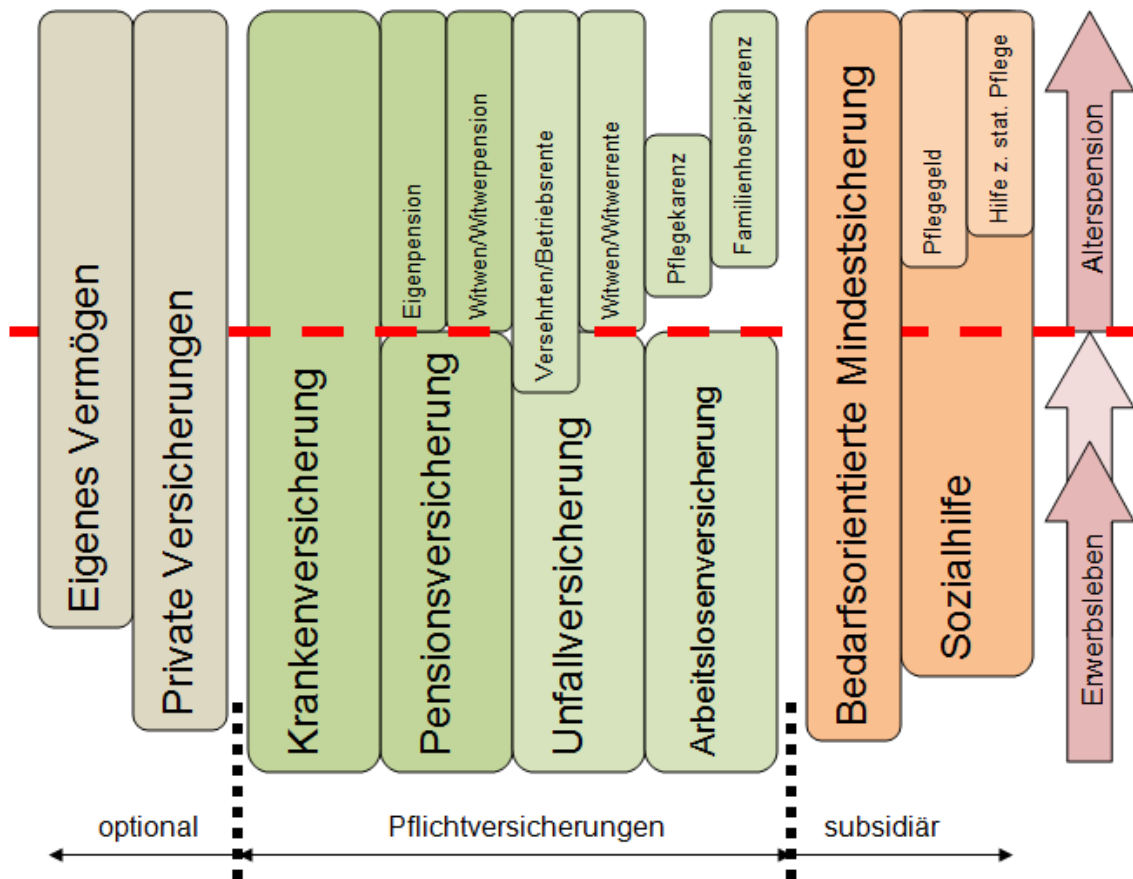 Eigenes Vermögen
Private Versicherungen
Krankenversicherung
Eigenpension
Witwen/Witwerpension
Pensionsversicherung
Versehrten/Betriebsrente
Witwen/Witwerrente
Unfallversicherung
Pflegekarenz
Familienhospizkarenz
Arbeitslosenversicherung
Bedarfsorientierte Mindestsicherung
Pflegegeld
Hilfe z. stat. Pflege
Sozialhilfe
Alterspension
Erwerbsleben
optional
Pflichtversicherungen
subsidiär